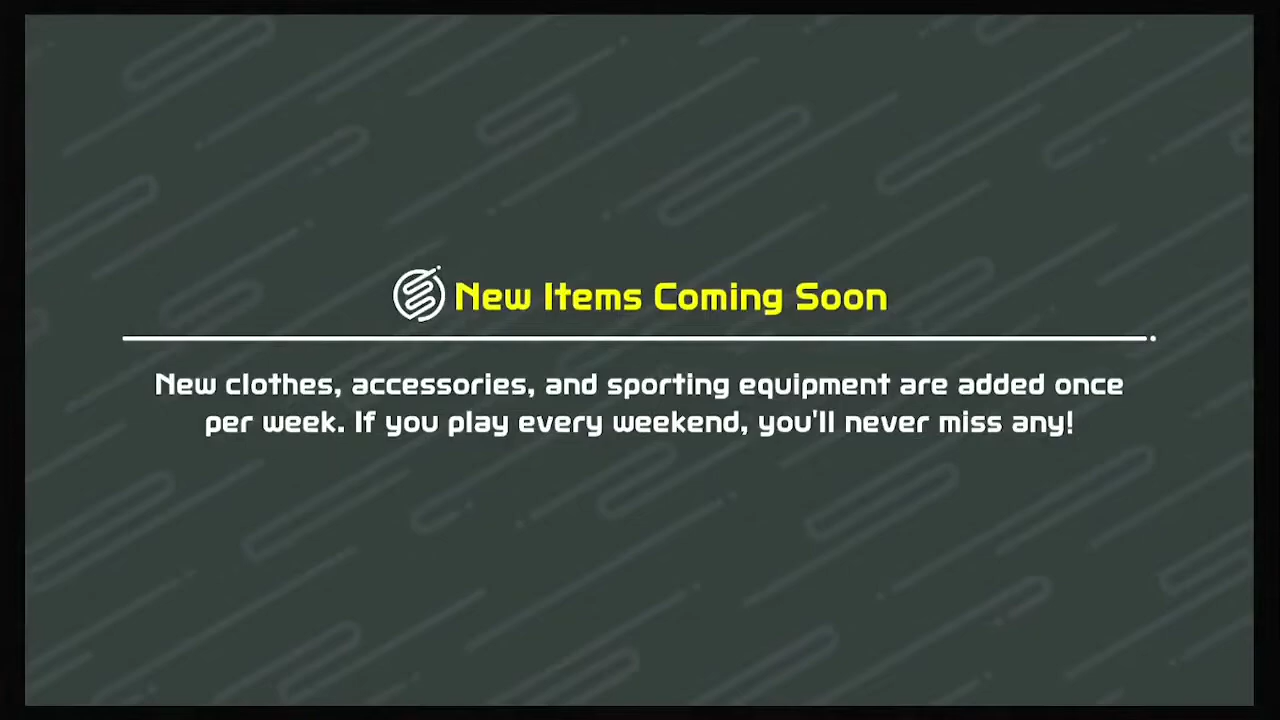 New Items Coming Soon
New clothes, accessories, and sporting equipment are added once
per week. If you play every weekend, you'll never miss any!